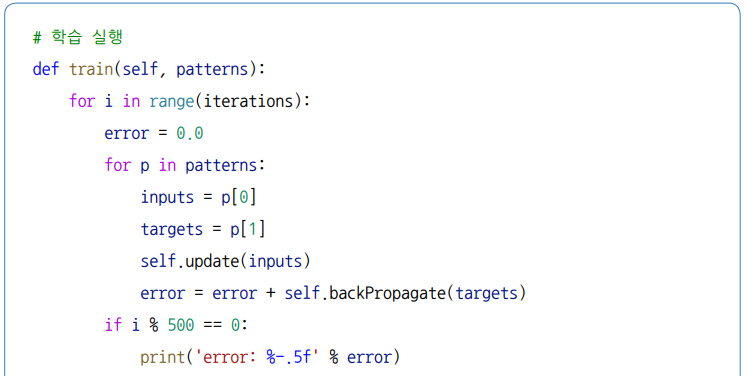 # 학습 실행
def train(self, patterns):
    for i in range(iterations):
        error = 0.0
        for p in patterns:
            inputs = p[0]
            targets = p[1]
            self.update(inputs)
            error = error + self.backPropagate(targets)
        if i % 500 == 0:
            print('error: %-.5f' % error)